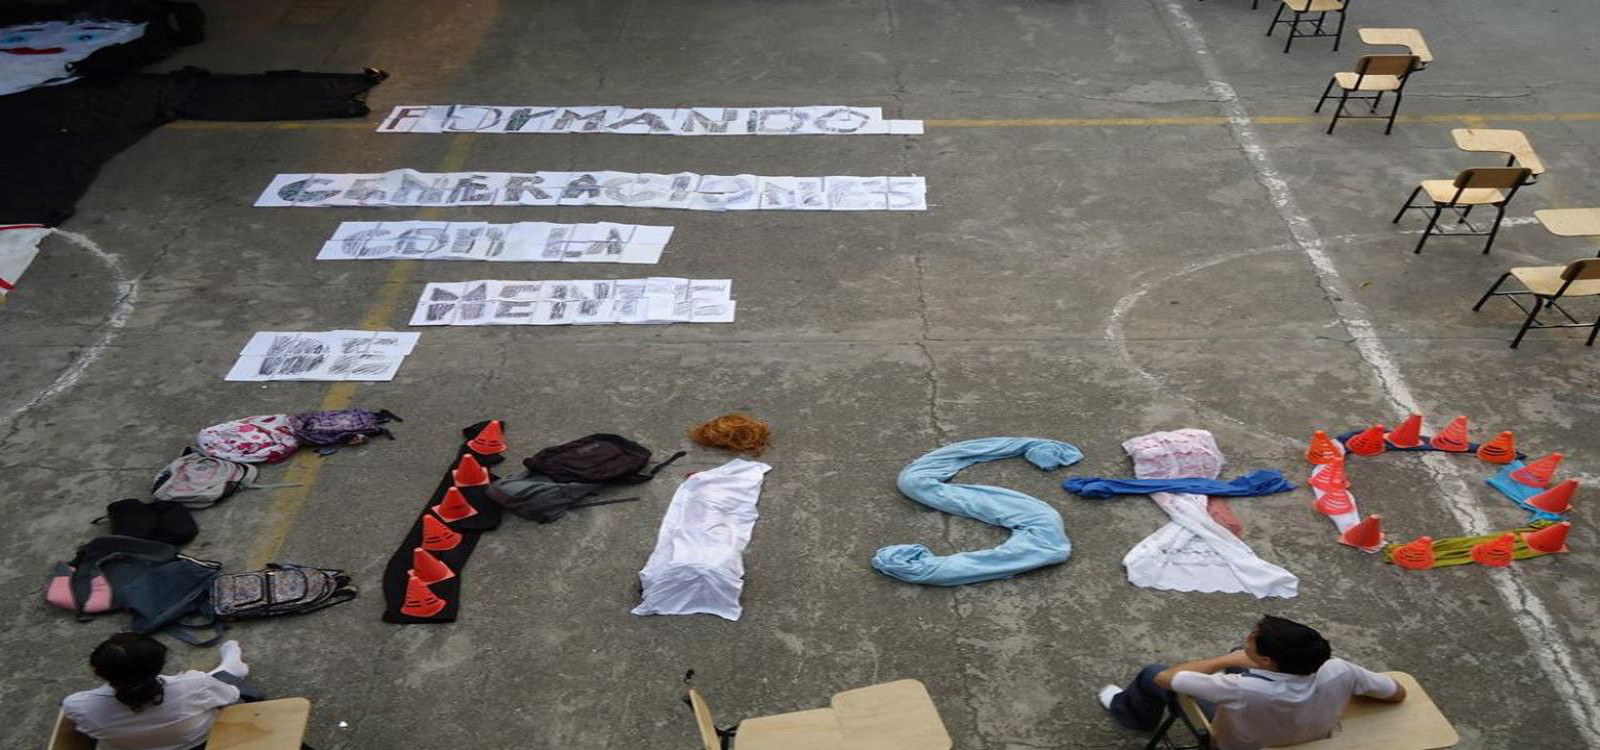 FORMANDO
GENERACIONES
CON LA
MENTE
DE
CriSTO